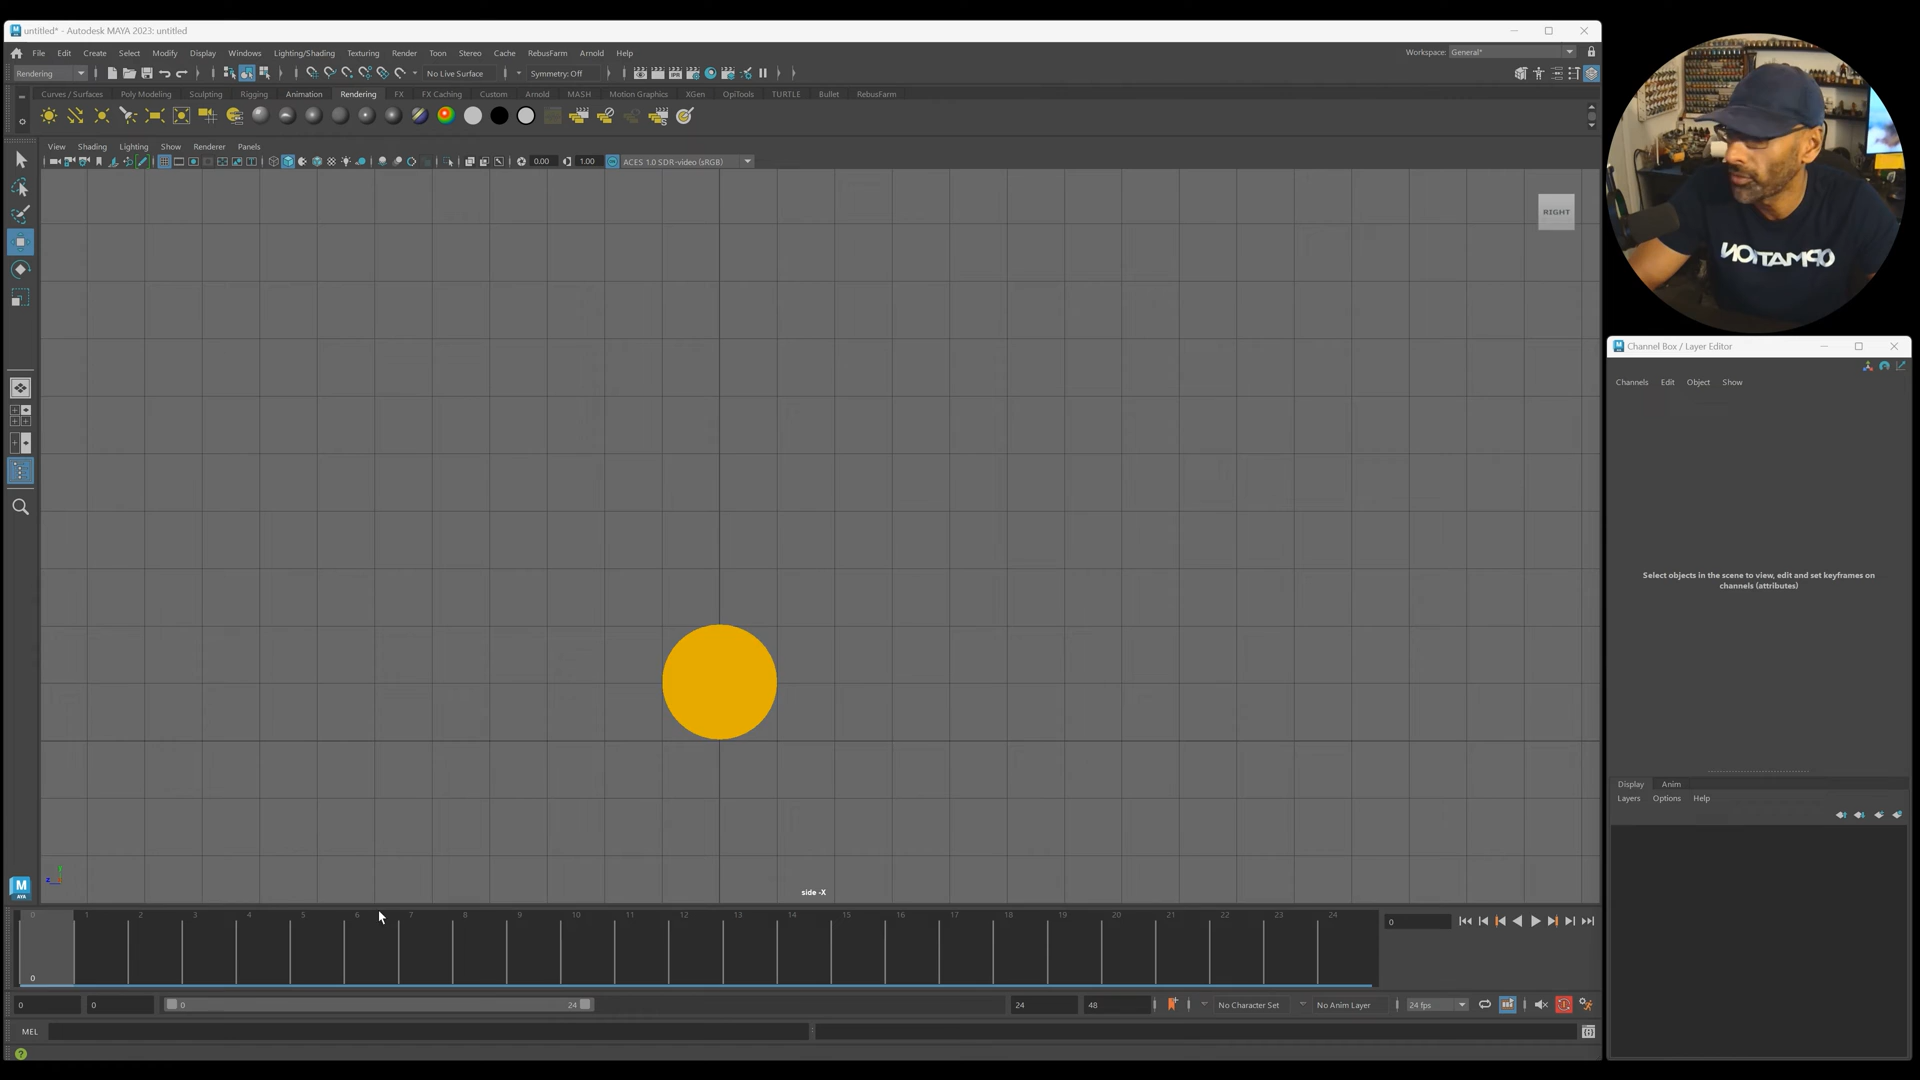 untitled* - Autodesk MAYA 2023: untitled
File Edit Create Select Modify Display Windows Lighting/Shading Texturing Render Toon Stereo Cache RebusFarm Arnold Help
Workspace: General*
Rendering No Live Surface Symmetry: Off
IPR
Curves / Surfaces Poly Modeling Sculpting Rigging Animation Rendering FX FX Caching Custom Arnold MASH Motion Graphics XGen OpiTools TURTLE Bullet RebusFarm
View Shading Lighting Show Renderer Panels
0.00 1.00 ACES 1.0 SDR-video (sRGB)
RIGHT
OPMATION
Channel Box / Layer Editor
Channels Edit Object Show
Select objects in the scene to view, edit and set keyframes on
channels (attributes)
Display Anim
Layers Options Help
M
AYA
side -X
0 1 2 3 4 5 6 7 8 9 10 11 12 13 14 15 16 17 18 19 20 21 22 23 24
0
0
0 0 0 24 24 48 No Character Set No Anim Layer 24 fps
MEL